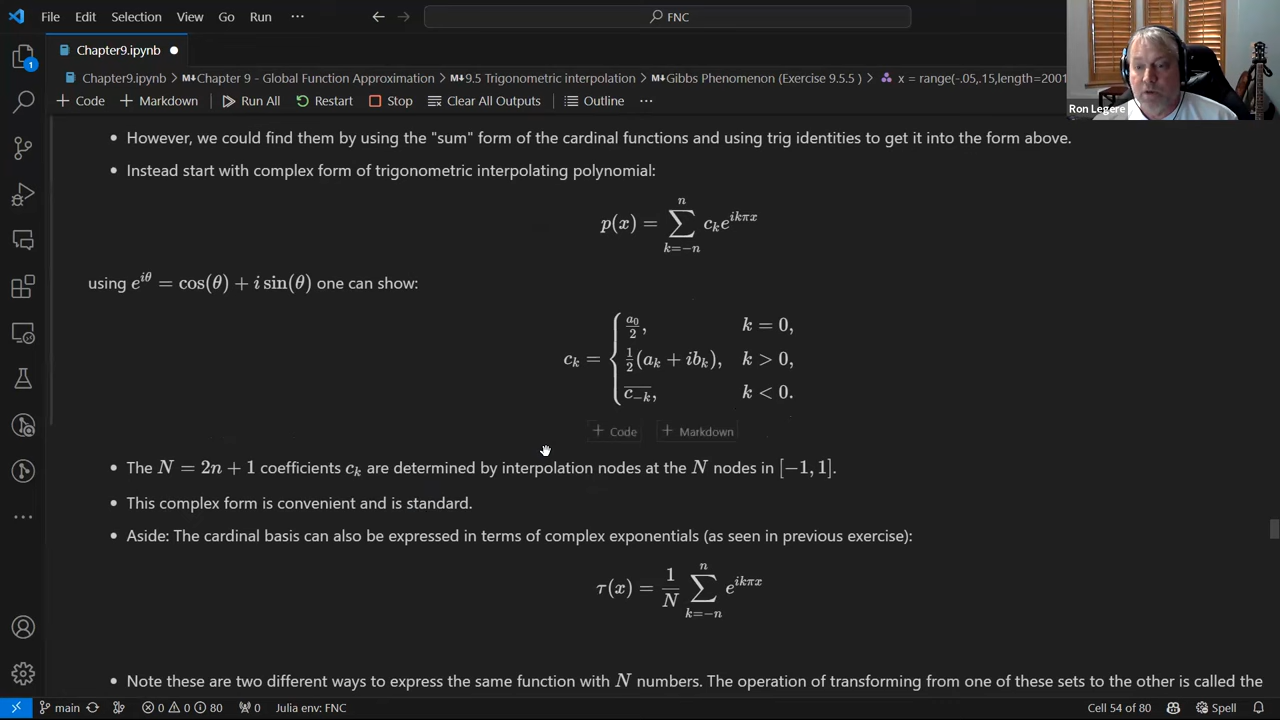 File Edit Selection View Go Run ··· FNC
Chapter9.ipynb
Chapter9.ipynb > M↓Chapter 9 - Global Function Approximation > M↓9.5 Trigonometric interpolation > M↓Gibbs Phenomenon (Exercise 9.5.5 ) > x = range(-.05,.15,length=2001
+ Code + Markdown Run All Restart Stop Clear All Outputs Outline ···
1
Ron Legere
• However, we could find them by using the "sum" form of the cardinal functions and using trig identities to get it into the form above.
• Instead start with complex form of trigonometric interpolating polynomial:
p(x) = ∑_{k=-n}^{n} c_k e^{ikπx}
using e^{iθ} = cos(θ) + i sin(θ) one can show:
c_k = { a_0/2, k = 0,
1/2(a_k + ib_k), k > 0,
\overline{c_{-k}}, k < 0.
+ Code + Markdown
• The N = 2n + 1 coefficients c_k are determined by interpolation nodes at the N nodes in [−1, 1].
• This complex form is convenient and is standard.
• Aside: The cardinal basis can also be expressed in terms of complex exponentials (as seen in previous exercise):
τ(x) = 1/N ∑_{k=-n}^{n} e^{ikπx}
• Note these are two different ways to express the same function with N numbers. The operation of transforming from one of these sets to the other is called the
main 0 0 80 0 Julia env: FNC Cell 54 of 80 Spell